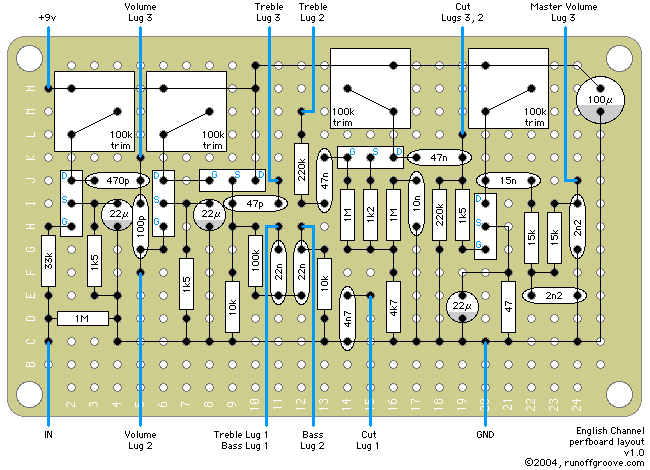 +9v
Volume
Lug 3
Treble
Lug 3
Treble
Lug 2
Cut
Lugs 3, 2
Master Volume
Lug 3
N
M
L
K
J
I
H
G
F
E
D
C
B
A
100k
trim
100k
trim
100k
trim
100k
trim
100µ
D
S
G
470p
22µ
100p
D
S
G
22µ
G
S
D
47p
220k
47n
G
S
D
47n
1M
1k2
1M
10n
220k
1k5
15n
D
S
G
15k
15k
2n2
33k
1k5
1M
1k5
10k
100k
22n
22n
10k
4n7
4k7
22µ
47
2n2
2
3
4
5
6
7
8
9
10
11
12
13
14
15
16
17
18
19
20
21
22
23
24
IN
Volume
Lug 2
Treble Lug 1
Bass Lug 1
Bass
Lug 2
Cut
Lug 1
GND
English Channel
perfboard layout
v1.0
©2004, runoffgroove.com